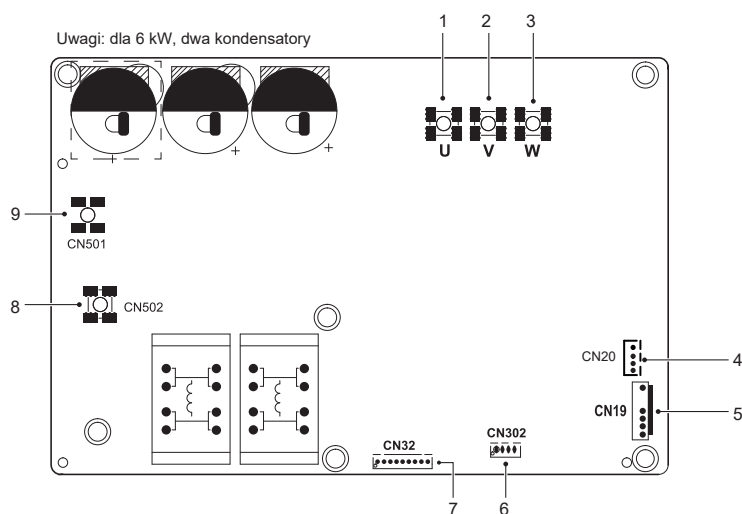 Uwagi: dla 6 kW, dwa kondensatory
1
2
3
U
V
W
9
CN501
8
CN502
CN20
4
CN19
5
CN32
CN302
7
6